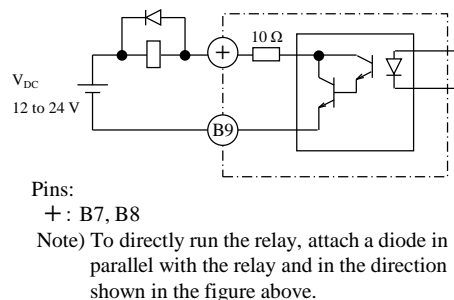 10 Ω
+
V_DC
12 to 24 V
B9
Pins:
+ : B7, B8
Note) To directly run the relay, attach a diode in
parallel with the relay and in the direction
shown in the figure above.